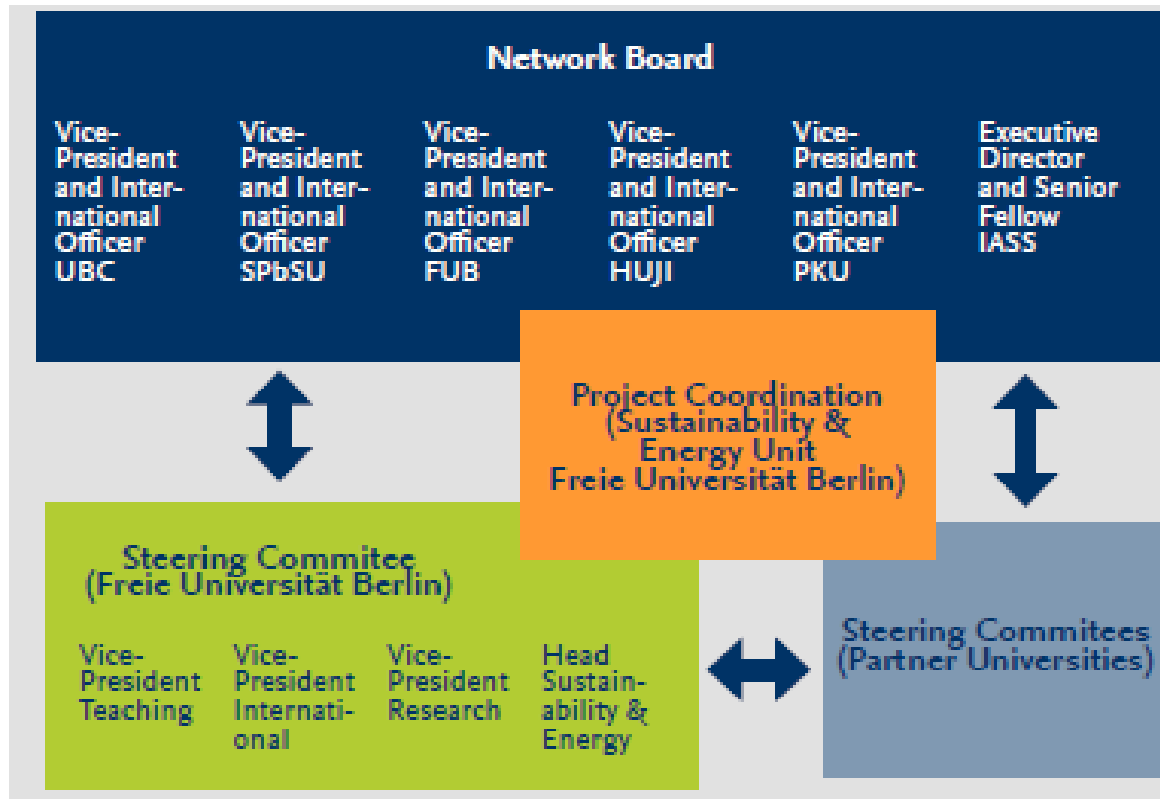 Network Board
Vice-
President
and Inter-
national
Officer
UBC
Vice-
President
and Inter-
national
Officer
SPbSU
Vice-
President
and Inter-
national
Officer
FUB
Vice-
President
and Inter-
national
Officer
HUJI
Vice-
President
and Inter-
national
Officer
PKU
Executive
Director
and Senior
Fellow
IASS
Project Coordination
(Sustainability &
Energy Unit
Freie Universität Berlin)
Steering Commitee
(Freie Universität Berlin)
Vice-
President
Teaching
Vice-
President
Internati-
onal
Vice-
President
Research
Head
Sustain-
ability &
Energy
Steering Commitees
(Partner Universities)